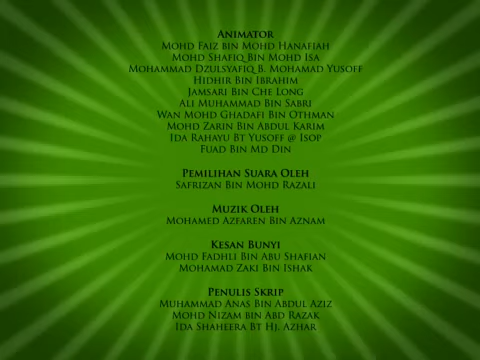 Animator
Mohd Faiz bin Mohd Hanafiah
Mohd Shafiq Bin Mohd Isa
Mohammad Dzulsyafiq B. Mohamad Yusoff
Hidhir Bin Ibrahim
Jamsari Bin Che Long
Ali Muhammad Bin Sabri
Wan Mohd Ghadafi Bin Othman
Mohd Zarin Bin Abdul Karim
Ida Rahayu Bt Yusoff @ Isop
Fuad Bin Md Din
Pemilihan Suara Oleh
Safrizan Bin Mohd Razali
Muzik Oleh
Mohamed Azfaren Bin Aznam
Kesan Bunyi
Mohd Fadhli Bin Abu Shafian
Mohamad Zaki Bin Ishak
Penulis Skrip
Muhammad Anas Bin Abdul Aziz
Mohd Nizam bin Abd Razak
Ida Shaheera Bt Hj. Azhar